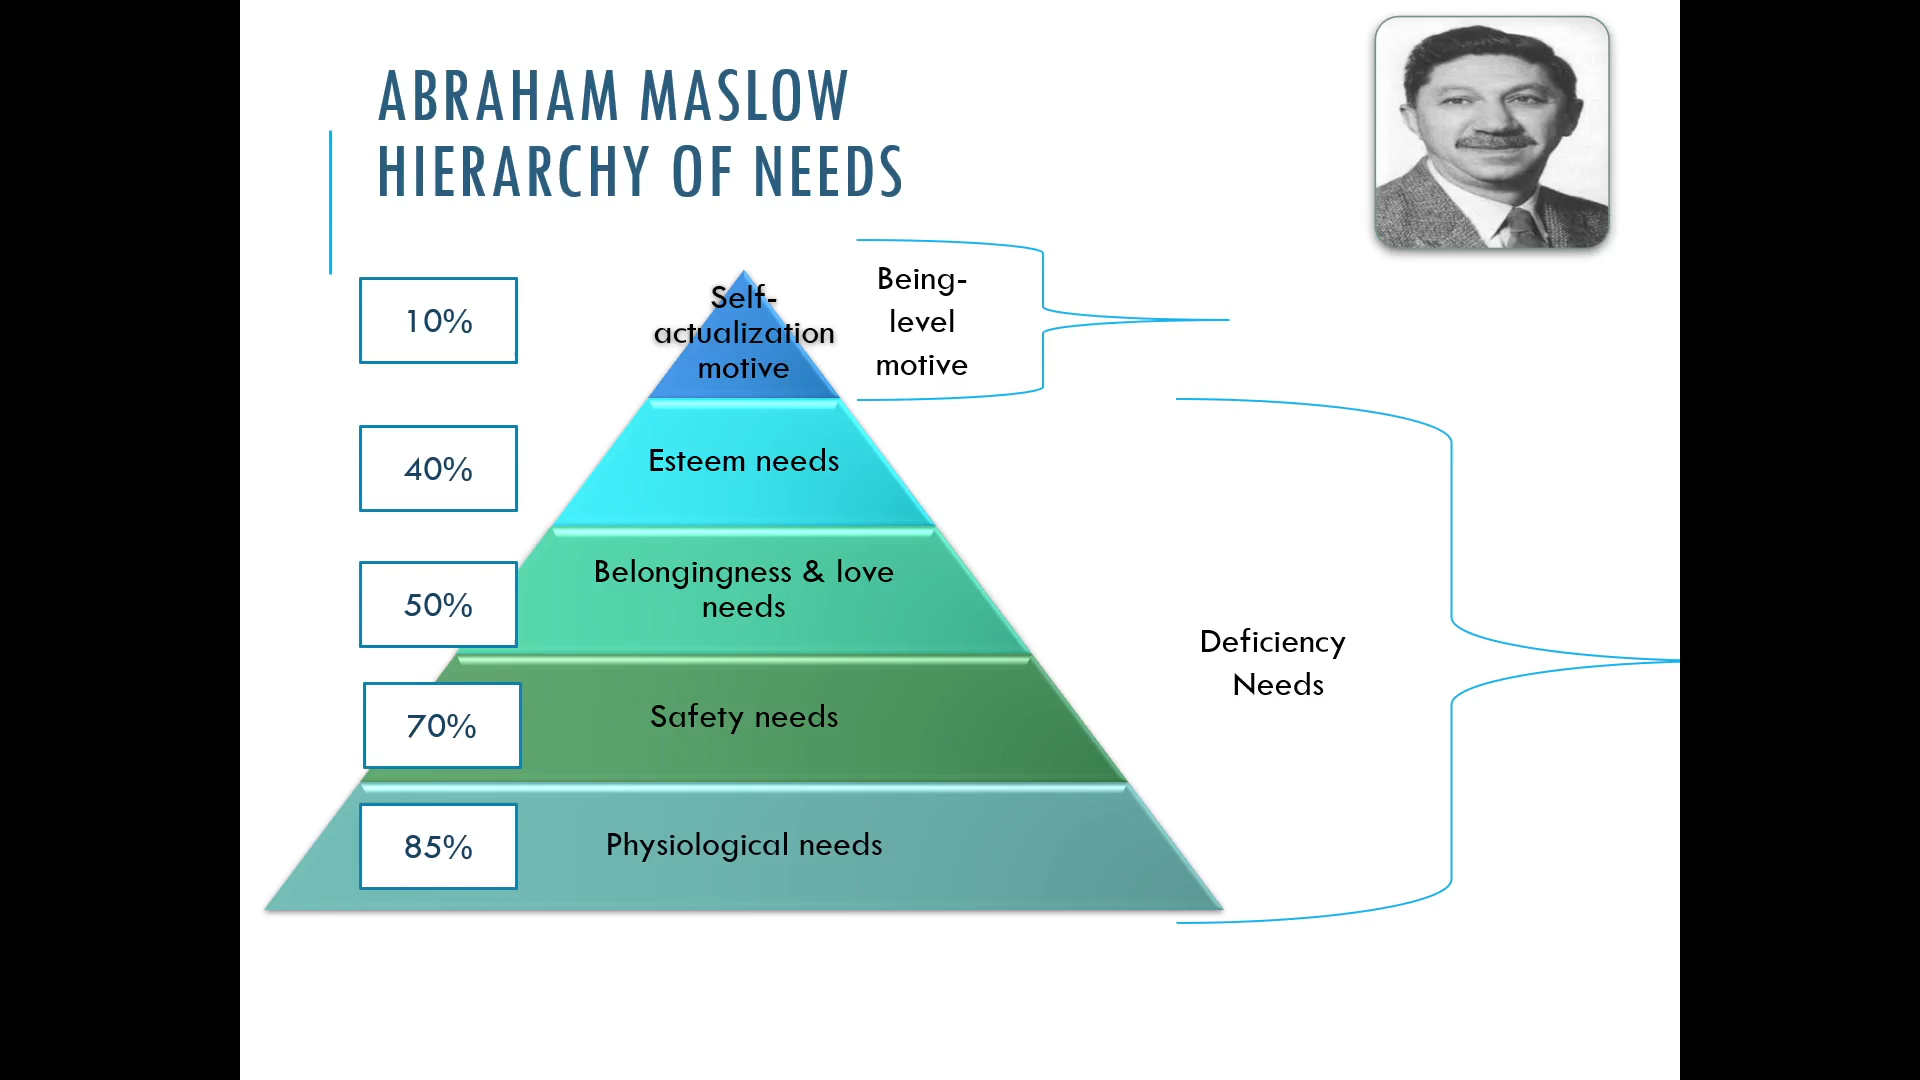 ABRAHAM MASLOW
HIERARCHY OF NEEDS
10%
Self-
actualization
motive
Being-
level
motive
40%
Esteem needs
50%
Belongingness & love
needs
70%
Safety needs
85%
Physiological needs
Deficiency
Needs